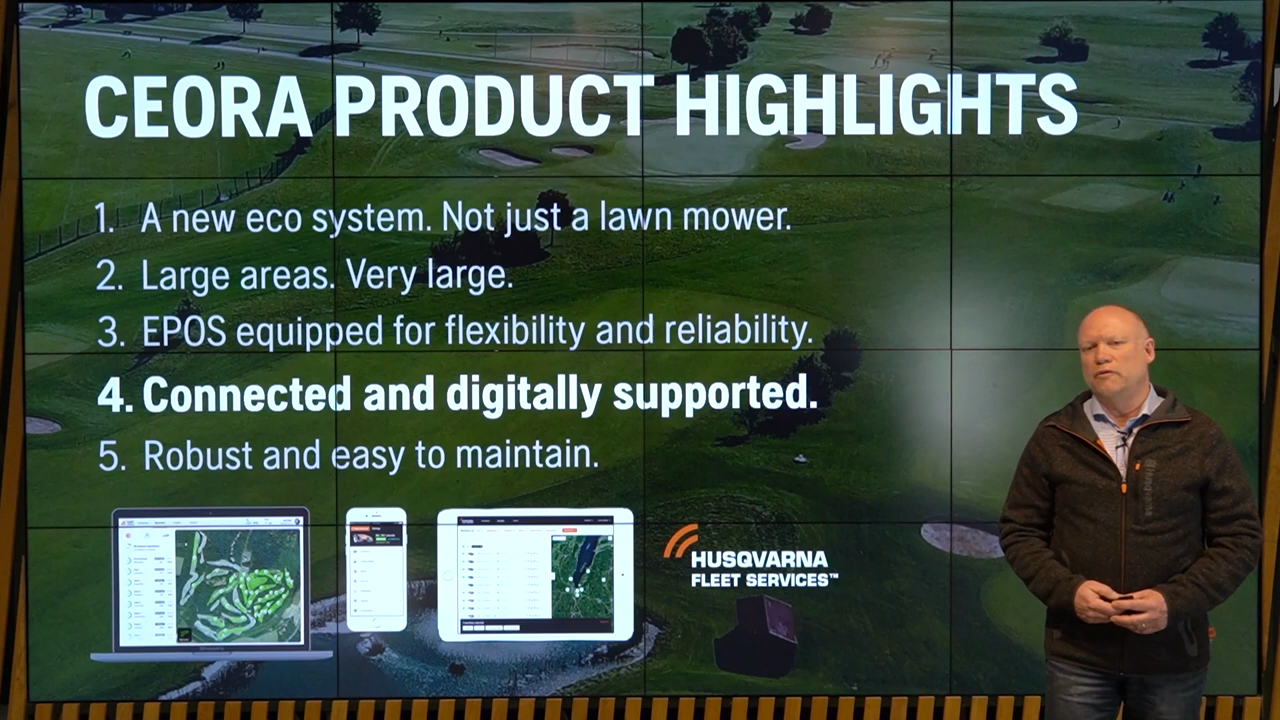 CEORA PRODUCT HIGHLIGHTS
1. A new eco system. Not just a lawn mower.
2. Large areas. Very large.
3. EPOS equipped for flexibility and reliability.
4. Connected and digitally supported.
5. Robust and easy to maintain.
HUSQVARNA
FLEET SERVICES™
Husqvarna